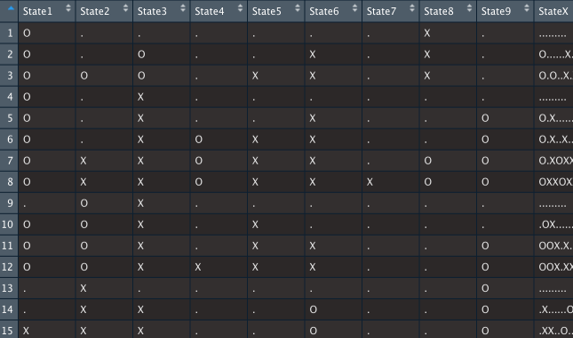 State1 State2 State3 State4 State5 State6 State7 State8 State9 StateX
1 O . . . . . . X . .........
2 O . O . . X . X . O......X.
3 O O O . X X . X . O.O..X.
4 O . X . . . . . . .........
5 O . X . . X . . O O.X......
6 O . X O X X . . O O.X..X..
7 O X X O X X . O O O.XOXX
8 O X X O X X X O O OXXOX
9 . O X . . . . . . .........
10 O O X . X . . . . .OX......
11 O O X . X X . . O OOX.X.
12 O O X X X X . . O OOX.XX
13 . X . . . . . . O .........
14 . X X . . O . . O .X......O
15 X X X . . O . . O .XX..O.